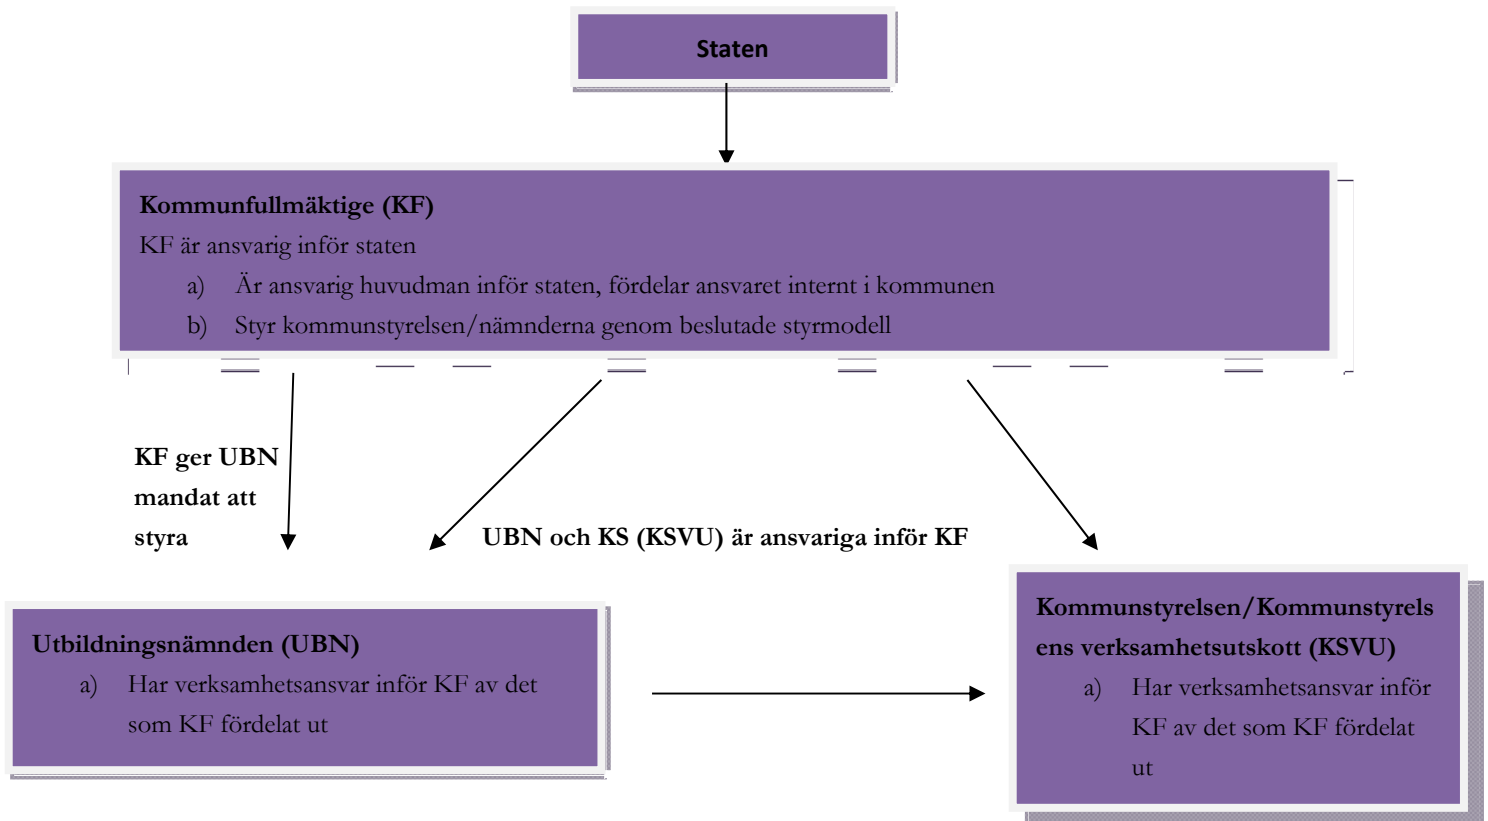 Staten
Kommunfullmäktige (KF)
KF är ansvarig inför staten
a) Är ansvarig huvudman inför staten, fördelar ansvaret internt i kommunen
b) Styr kommunstyrelsen/nämnderna genom beslutade styrmodell
KF ger UBN
mandat att
styra
UBN och KS (KSVU) är ansvariga inför KF
Utbildningsnämnden (UBN)
a) Har verksamhetsansvar inför KF av det
som KF fördelat ut
Kommunstyrelsen/Kommunstyrels
ens verksamhetsutskott (KSVU)
a) Har verksamhetsansvar inför
KF av det som KF fördelat
ut